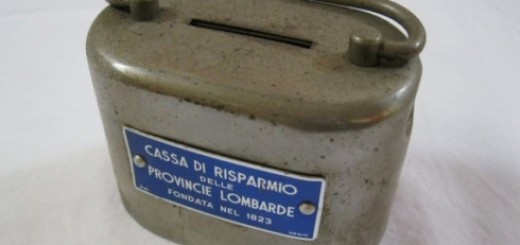 CASSA DI RISPARMIO
DELLE
PROVINCIE LOMBARDE
FONDATA NEL 1823